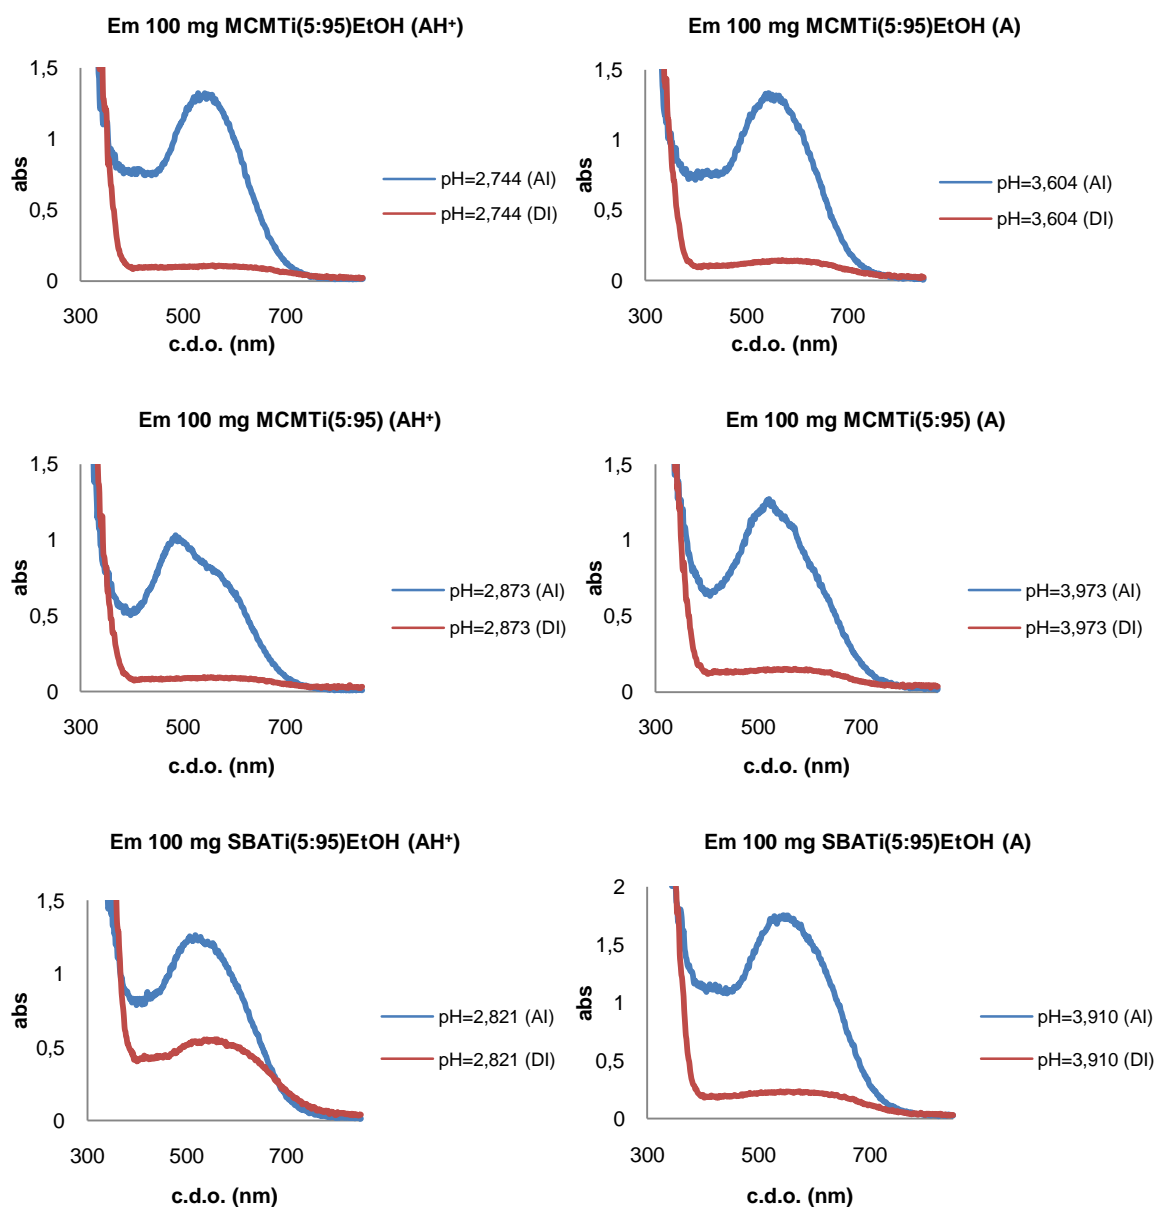 Em 100 mg MCMTi(5:95)EtOH (AH⁺)
1,5
1
0,5
0
abs
300 500 700
c.d.o. (nm)
pH=2,744 (AI)
pH=2,744 (DI)
Em 100 mg MCMTi(5:95)EtOH (A)
1,5
1
0,5
0
abs
300 500 700
c.d.o. (nm)
pH=3,604 (AI)
pH=3,604 (DI)
Em 100 mg MCMTi(5:95) (AH⁺)
1,5
1
0,5
0
abs
300 500 700
c.d.o. (nm)
pH=2,873 (AI)
pH=2,873 (DI)
Em 100 mg MCMTi(5:95) (A)
1,5
1
0,5
0
abs
300 500 700
c.d.o. (nm)
pH=3,973 (AI)
pH=3,973 (DI)
Em 100 mg SBATi(5:95)EtOH (AH⁺)
1,5
1
0,5
0
abs
300 500 700
c.d.o. (nm)
pH=2,821 (AI)
pH=2,821 (DI)
Em 100 mg SBATi(5:95)EtOH (A)
2
1,5
1
0,5
0
abs
300 500 700
c.d.o. (nm)
pH=3,910 (AI)
pH=3,910 (DI)